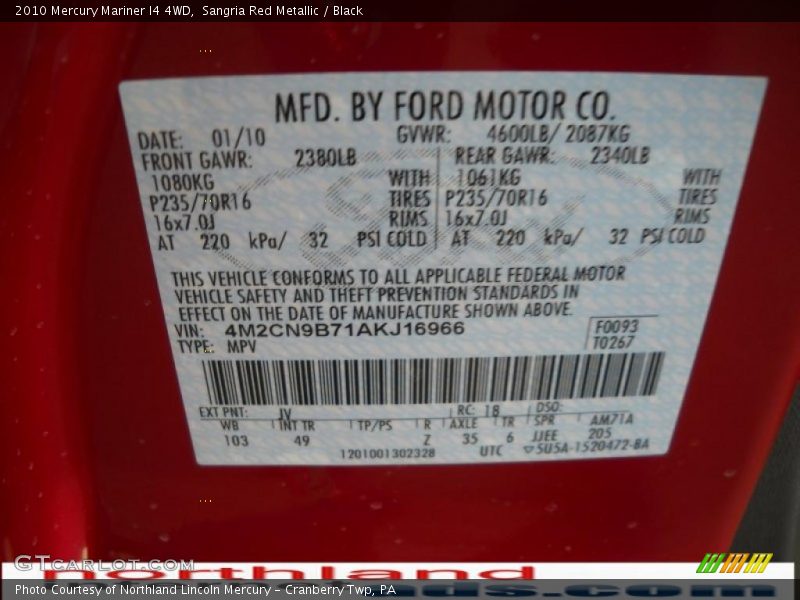 2010 Mercury Mariner I4 4WD, Sangria Red Metallic / Black
MFD. BY FORD MOTOR CO.
DATE: 01/10 GVWR: 4600LB/ 2087KG
FRONT GAWR: 2380LB REAR GAWR: 2340LB
1080KG WITH 1061KG WITH
P235/70R16 TIRES P235/70R16 TIRES
16x7.0J RIMS 16x7.0J RIMS
AT 220 kPa/ 32 PSI COLD AT 220 kPa/ 32 PSI COLD
THIS VEHICLE CONFORMS TO ALL APPLICABLE FEDERAL MOTOR
VEHICLE SAFETY AND THEFT PREVENTION STANDARDS IN
EFFECT ON THE DATE OF MANUFACTURE SHOWN ABOVE.
VIN: 4M2CN9B71AKJ16966 F0093
TYPE: MPV T0267
EXT PNT: JV RC: 18 DSO:
WB INT TR TP/PS R AXLE TR SPR AM71A
103 49 Z 35 6 JJEE 205
1201001302328 UTC 5U5A-1520472-BA
GTCARLOT.COM
northland
Photo Courtesy of Northland Lincoln Mercury – Cranberry Twp, PA